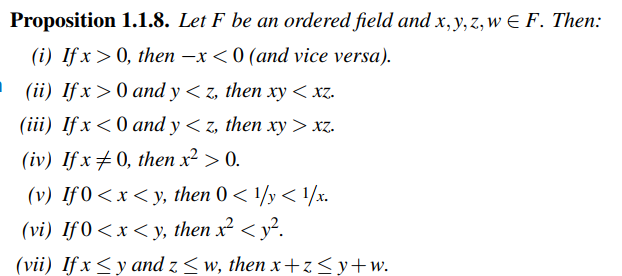 Proposition 1.1.8. Let F be an ordered field and x, y, z, w ∈ F. Then:
(i) If x > 0, then −x < 0 (and vice versa).
(ii) If x > 0 and y < z, then xy < xz.
(iii) If x < 0 and y < z, then xy > xz.
(iv) If x ≠ 0, then x² > 0.
(v) If 0 < x < y, then 0 < 1/y < 1/x.
(vi) If 0 < x < y, then x² < y².
(vii) If x ≤ y and z ≤ w, then x + z ≤ y + w.